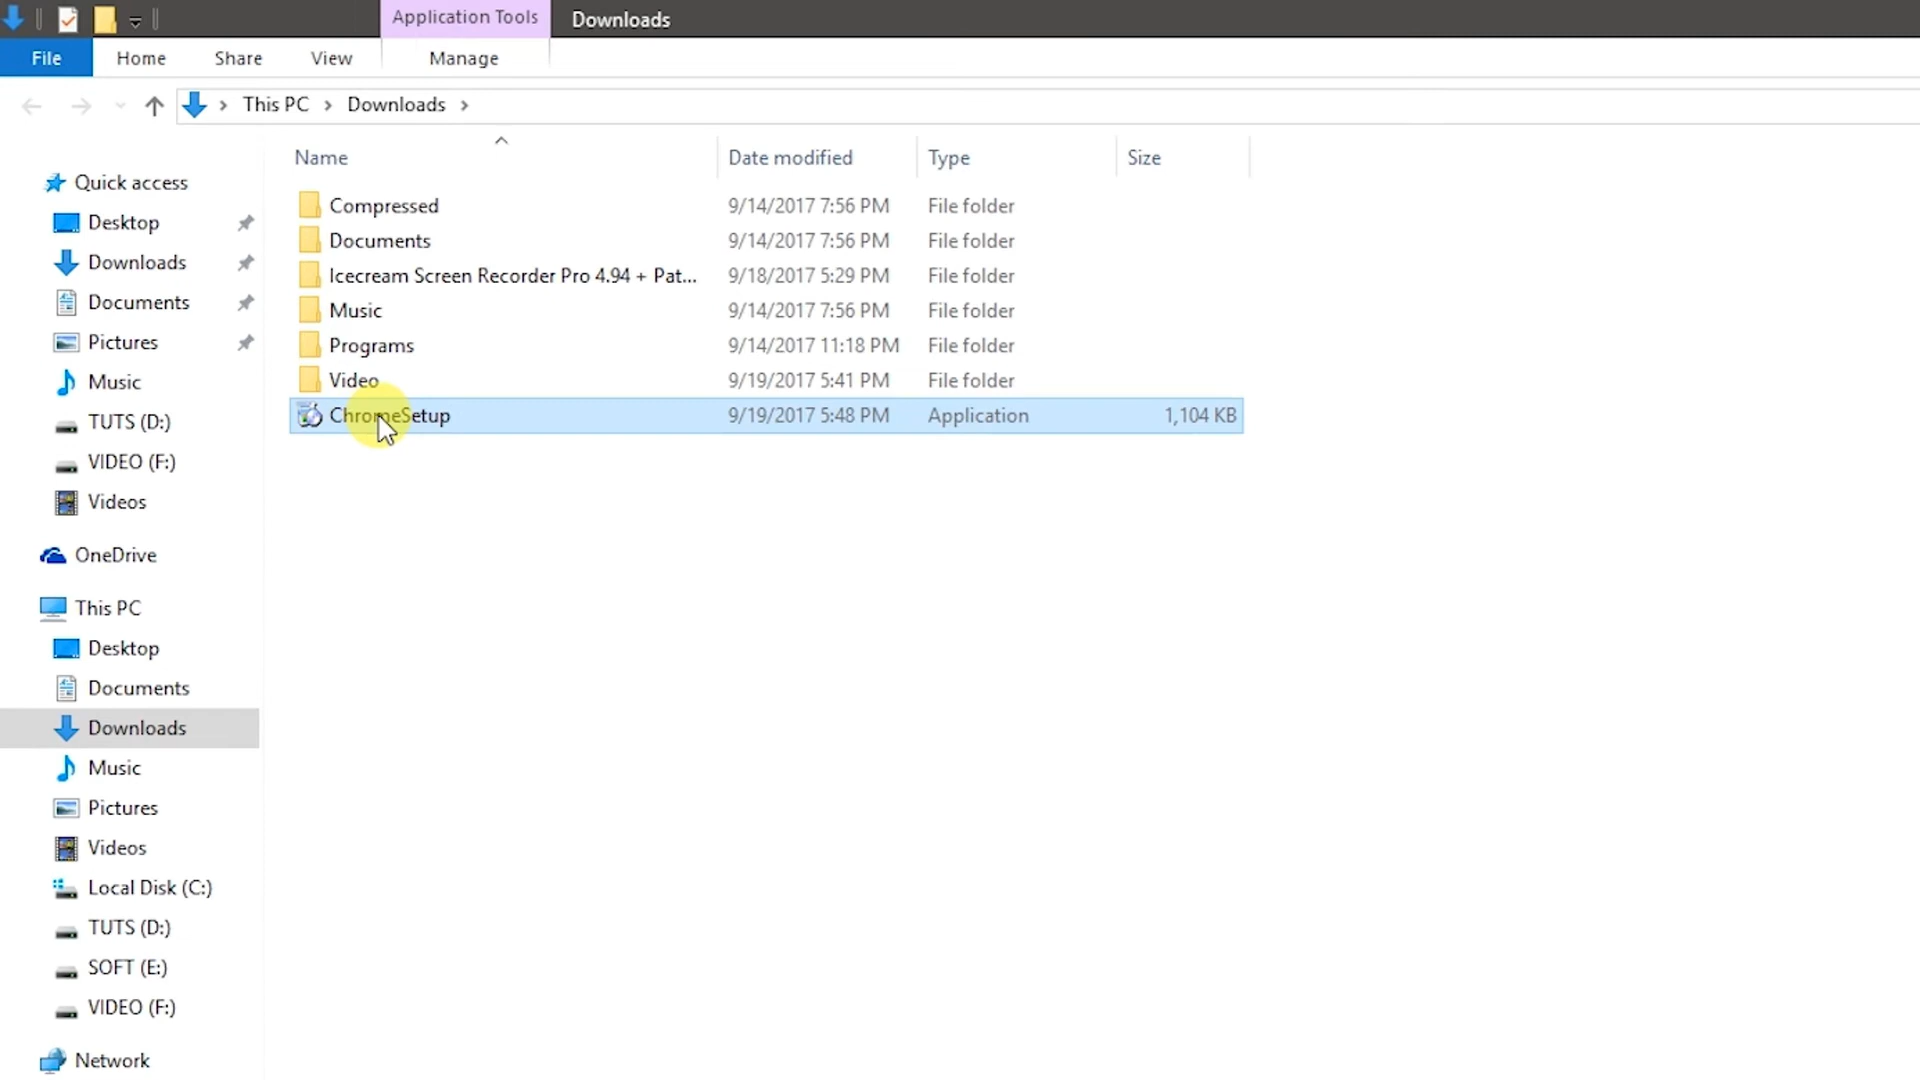 Application Tools Downloads
File Home Share View Manage
This PC Downloads
Name Date modified Type Size
Quick access
Desktop
Downloads
Documents
Pictures
Music
TUTS (D:)
VIDEO (F:)
Videos
OneDrive
This PC
Desktop
Documents
Downloads
Music
Pictures
Videos
Local Disk (C:)
TUTS (D:)
SOFT (E:)
VIDEO (F:)
Network
Compressed 9/14/2017 7:56 PM File folder
Documents 9/14/2017 7:56 PM File folder
Icecream Screen Recorder Pro 4.94 + Pat... 9/18/2017 5:29 PM File folder
Music 9/14/2017 7:56 PM File folder
Programs 9/14/2017 11:18 PM File folder
Video 9/19/2017 5:41 PM File folder
ChromeSetup 9/19/2017 5:48 PM Application 1,104 KB